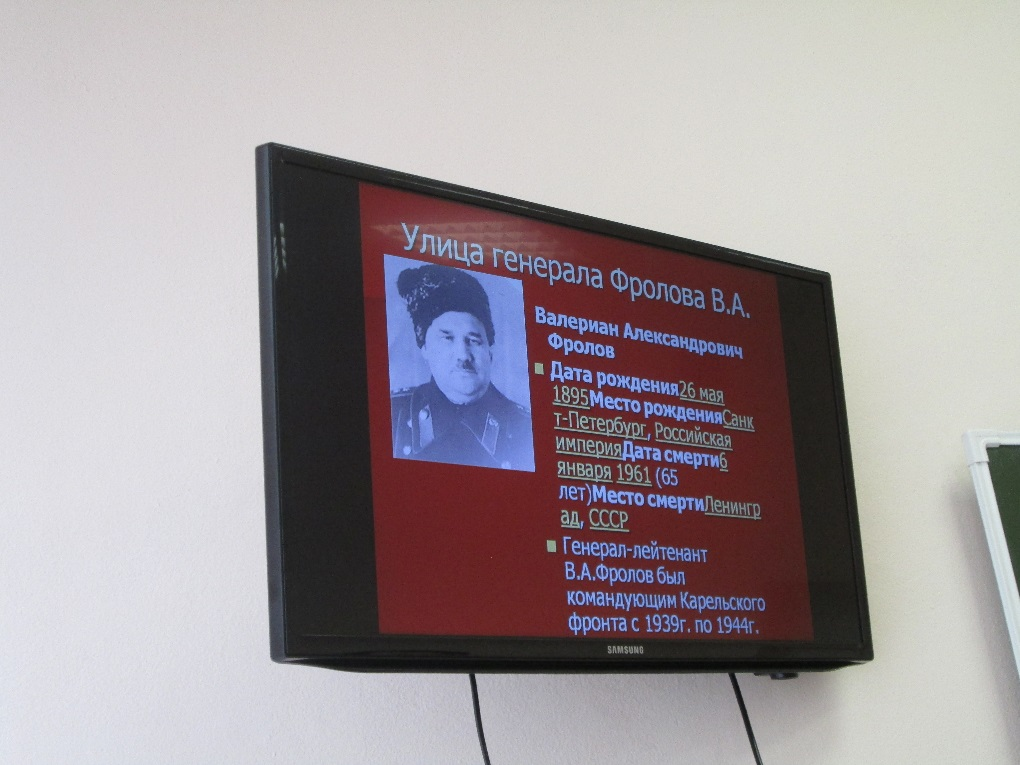 Улица генерала Фролова В.А.
Валериан Александрович
Фролов
Дата рождения26 мая
1895Место рожденияСанк
т-Петербург, Российская
империяДата смерти6
января 1961 (65
лет)Место смертиЛенингр
ад, СССР
Генерал-лейтенант
В.А.Фролов был
командующим Карельского
фронта с 1939г. по 1944г.
SAMSUNG